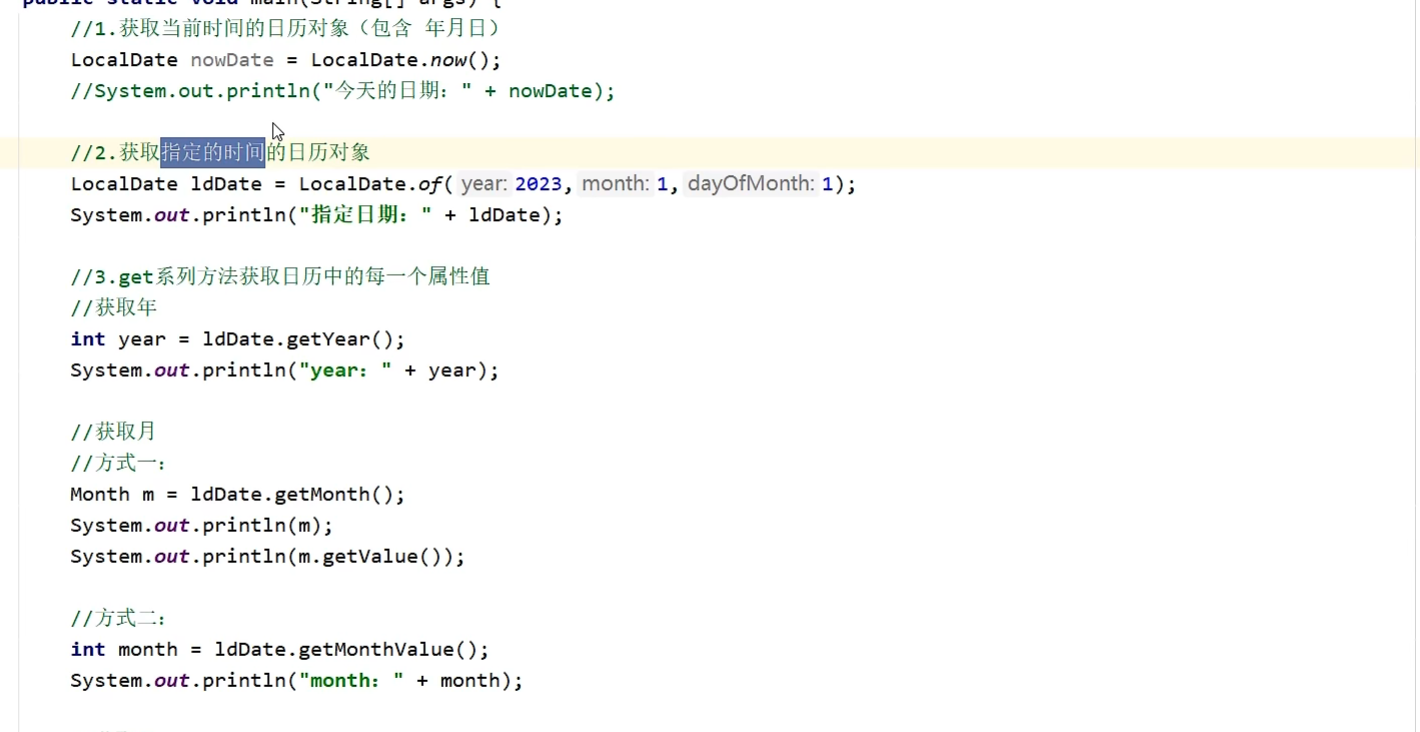 public static void main(String[] args) {
//1.获取当前时间的日历对象（包含 年月日）
LocalDate nowDate = LocalDate.now();
//System.out.println("今天的日期：" + nowDate);
//2.获取指定的时间的日历对象
LocalDate ldDate = LocalDate.of( year: 2023, month: 1, dayOfMonth: 1);
System.out.println("指定日期：" + ldDate);
//3.get系列方法获取日历中的每一个属性值
//获取年
int year = ldDate.getYear();
System.out.println("year：" + year);
//获取月
//方式一：
Month m = ldDate.getMonth();
System.out.println(m);
System.out.println(m.getValue());
//方式二：
int month = ldDate.getMonthValue();
System.out.println("month：" + month);